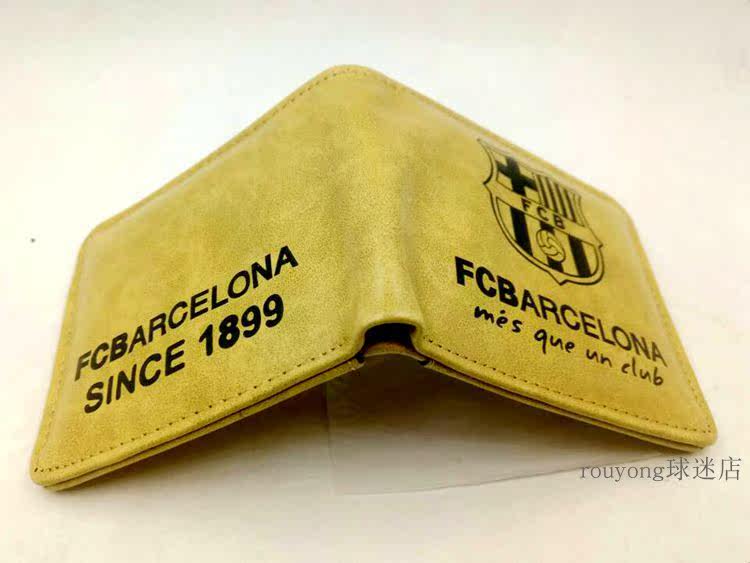 FCBARCELONA
SINCE 1899
FCB
FCBARCELONA
més que un club
rouyong球迷店